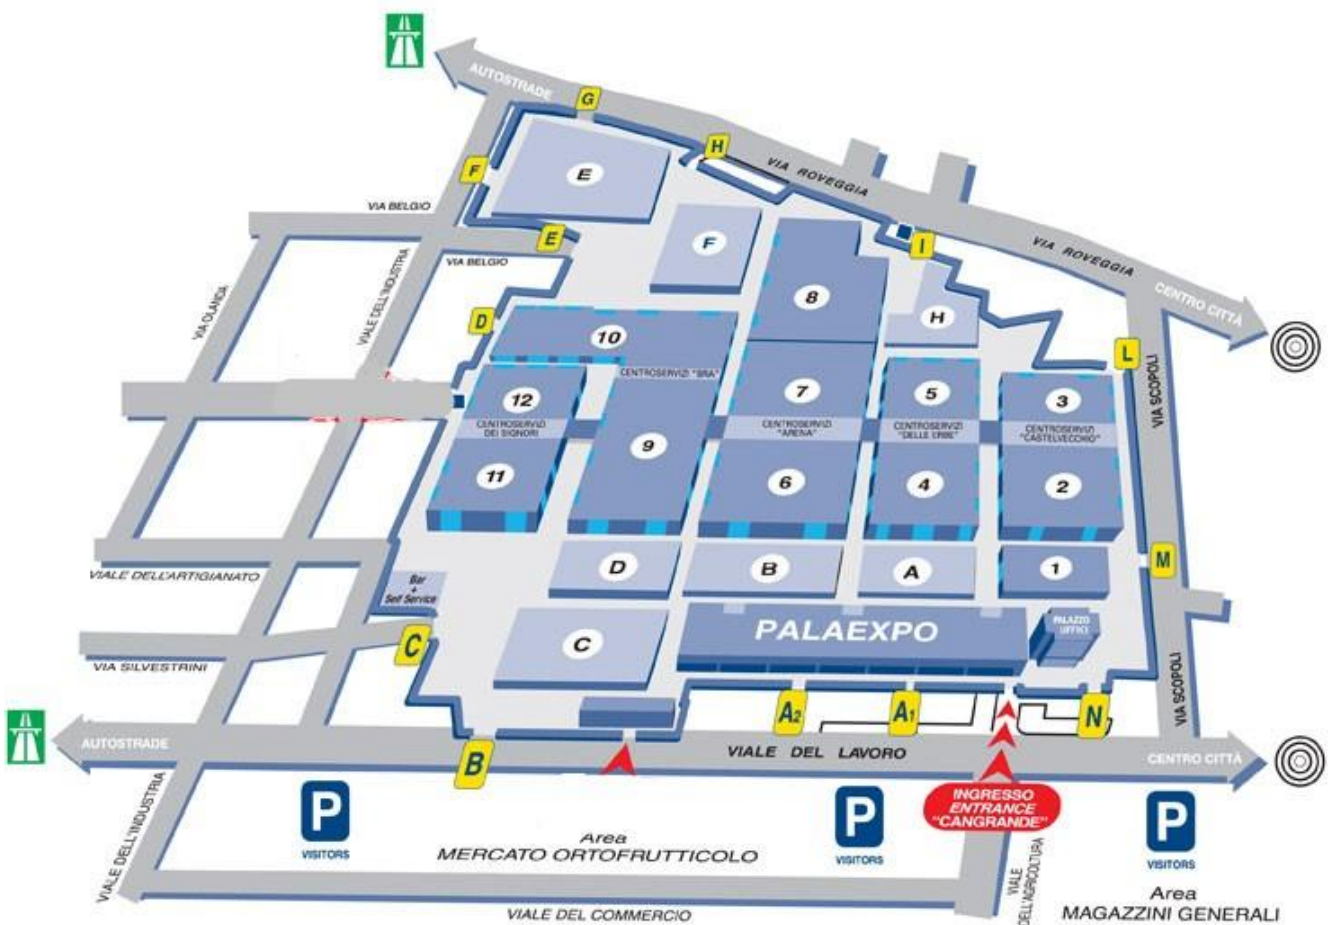 AUTOSTRADE
G
H
VIA ROVEGGIA
F
E
VIA BELGIO
E
F
I
VIA ROVEGGIA
VIA BELGIO
VIA OLANDA
VIALE DELL'INDUSTRIA
8
CENTRO CITTÀ
D
H
10
L
CENTROSERVIZI "BRA"
12
7
5
3
VIA SCOPOLI
CENTROSERVIZI
DEI SIGNORI
CENTROSERVIZI
"ARENA"
CENTROSERVIZI
"DELLE ERBE"
CENTROSERVIZI
"CASTELVECCHIO"
9
11
6
4
2
M
VIALE DELL'ARTIGIANATO
D
B
A
1
Bar
+
Self Service
PALAEXPO
PALAZZO
UFFICI
C
C
VIA SILVESTRINI
VIA SCOPOLI
A2
A1
N
AUTOSTRADE
B
VIALE DEL LAVORO
CENTRO CITTÀ
INGRESSO
ENTRANCE
"CANGRANDE"
P
VISITORS
P
VISITORS
P
VISITORS
VIALE DELL'INDUSTRIA
Area
MERCATO ORTOFRUTTICOLO
VIALE
DELL'AGRICOLTURA
Area
MAGAZZINI GENERALI
VIALE DEL COMMERCIO